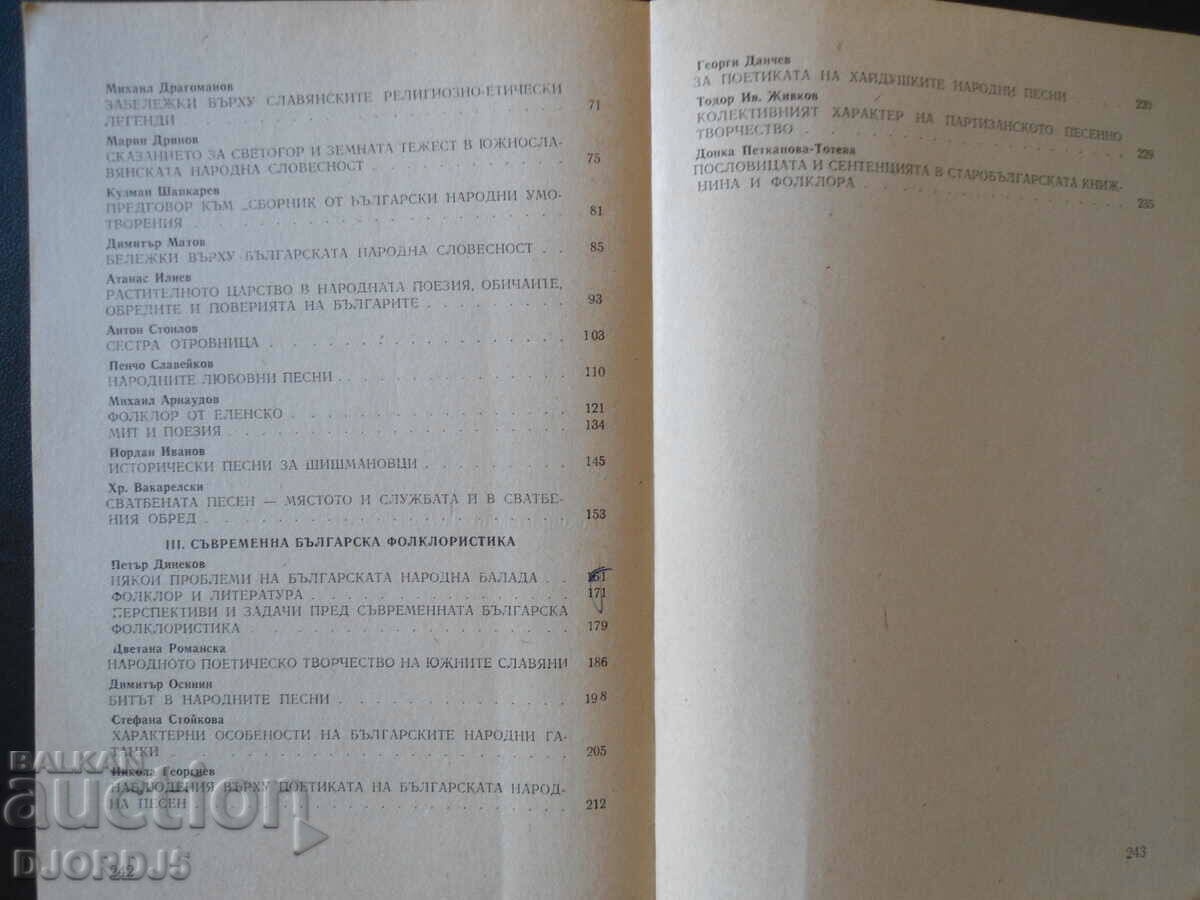 Михаил Драгоманов
ЗАБЕЛЕЖКИ ВЪРХУ СЛАВЯНСКИТЕ РЕЛИГИОЗНО-ЕТИЧЕСКИ
ЛЕГЕНДИ . . . . . . . . . . . . . . . 71
Марин Дринов
СКАЗАНИЕТО ЗА СВЕТОГОР И ЗЕМНАТА ТЕЖЕСТ В ЮЖНОСЛА-
ВЯНСКАТА НАРОДНА СЛОВЕСНОСТ . . . . . . . 75
Кузман Шапкарев
ПРЕДГОВОР КЪМ „СБОРНИК ОТ БЪЛГАРСКИ НАРОДНИ УМО-
ТВОРЕНИЯ . . . . . . . . . . . . . . 81
Димитър Матов
БЕЛЕЖКИ ВЪРХУ БЪЛГАРСКАТА НАРОДНА СЛОВЕСНОСТ . . 85
Атанас Илиев
РАСТИТЕЛНОТО ЦАРСТВО В НАРОДНАТА ПОЕЗИЯ, ОБИЧАИТЕ,
ОБРЕДИТЕ И ПОВЕРИЯТА НА БЪЛГАРИТЕ . . . . . 93
Антон Стоилов
СЕСТРА ОТРОВНИЦА . . . . . . . . . . . 103
Пенчо Славейков
НАРОДНИТЕ ЛЮБОВНИ ПЕСНИ . . . . . . . . 110
Михаил Арнаудов
ФОЛКЛОР ОТ ЕЛЕНСКО . . . . . . . . . . 121
МИТ И ПОЕЗИЯ . . . . . . . . . . . . 134
Йордан Иванов
ИСТОРИЧЕСКИ ПЕСНИ ЗА ШИШМАНОВЦИ . . . . . 145
Хр. Вакарелски
СВАТБЕНАТА ПЕСЕН — МЯСТОТО И СЛУЖБАТА Й В СВАТБЕ-
НИЯ ОБРЕД . . . . . . . . . . . . . 153
III. СЪВРЕМЕННА БЪЛГАРСКА ФОЛКЛОРИСТИКА
Петър Динеков
НЯКОИ ПРОБЛЕМИ НА БЪЛГАРСКАТА НАРОДНА БАЛАДА . . 161
ФОЛКЛОР И ЛИТЕРАТУРА . . . . . . . . . 171
ПЕРСПЕКТИВИ И ЗАДАЧИ ПРЕД СЪВРЕМЕННАТА БЪЛГАРСКА
ФОЛКЛОРИСТИКА . . . . . . . . . . . . 179
Цветана Романска
НАРОДНОТО ПОЕТИЧЕСКО ТВОРЧЕСТВО НА ЮЖНИТЕ СЛАВЯНИ 186
Димитър Осинин
БИТЪТ В НАРОДНИТЕ ПЕСНИ . . . . . . . . 198
Стефана Стойкова
ХАРАКТЕРНИ ОСОБЕНОСТИ НА БЪЛГАРСКИТЕ НАРОДНИ ГА-
ТАНКИ . . . . . . . . . . . . . . . 205
Никола Георгиев
НАБЛЮДЕНИЯ ВЪРХУ ПОЕТИКАТА НА БЪЛГАРСКАТА НАРОД-
НА ПЕСЕН . . . . . . . . . . . . . . 212
242
Георги Данчев
ЗА ПОЕТИКАТА НА ХАЙДУШКИТЕ НАРОДНИ ПЕСНИ . . .
Тодор Ив. Живков
КОЛЕКТИВНИЯТ ХАРАКТЕР НА ПАРТИЗАНСКОТО ПЕСЕННО
ТВОРЧЕСТВО . . . . . . . . . . . . . 229
Донка Петканова-Тотева
ПОСЛОВИЦАТА И СЕНТЕНЦИЯТА В СТАРОБЪЛГАРСКАТА КНИЖ-
НИНА И ФОЛКЛОРА . . . . . . . . . . . 235
243
BALKAN
auction
DJORDJ5